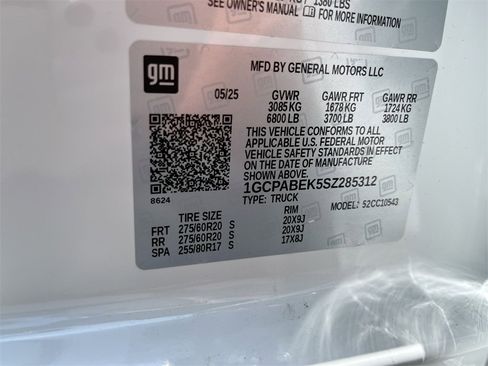 1380 LBS
SEE OWNER'S MANUAL FOR MORE INFORMATION
gm
MFD BY GENERAL MOTORS LLC
05/25 GVWR GAWR FRT GAWR RR
3085 KG 1678 KG 1724 KG
6800 LB 3700 LB 3800 LB
THIS VEHICLE CONFORMS TO ALL
APPLICABLE U.S. FEDERAL MOTOR
VEHICLE SAFETY STANDARDS IN EFFECT
ON THE DATE OF MANUFACTURE
SHOWN ABOVE.
1GCPABEK5SZ285312
8624 TYPE: TRUCK MODEL: 52CC10543
TIRE SIZE RIM
FRT 275/60R20 S 20X9J
RR 275/60R20 S 20X9J
SPA 255/80R17 S 17X8J